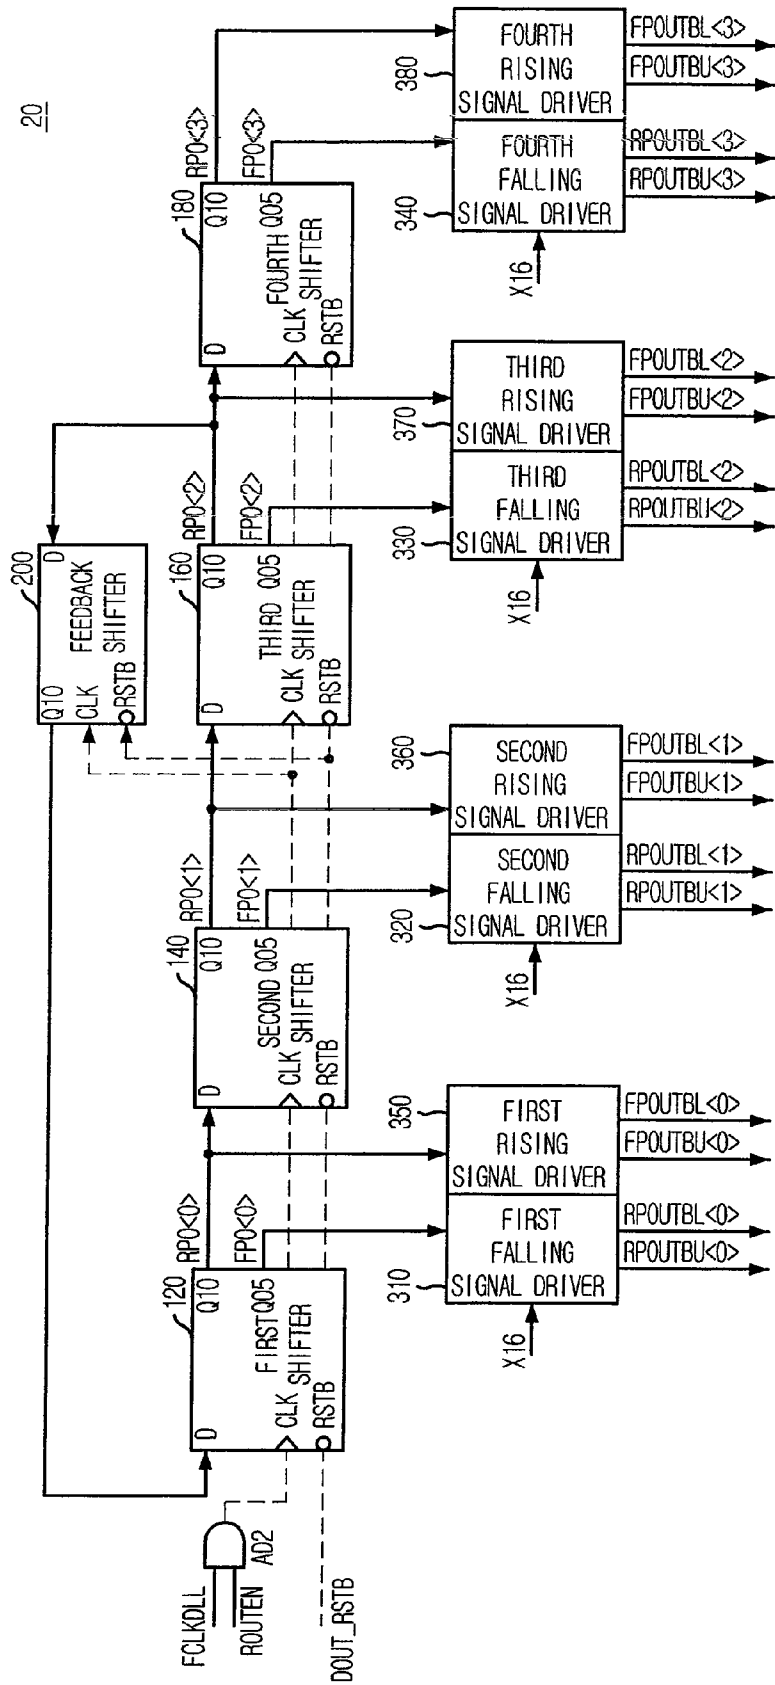 20
FCLKDLL
ROUTEN
AD2
DOUT_RSTB
200
Q10
D
FEEDBACK
SHIFTER
CLK
RSTB
120
D
Q10
RPO<0>
FIRST Q05
SHIFTER
FPO<0>
CLK
RSTB
140
D
Q10
RPO<1>
SECOND Q05
SHIFTER
FPO<1>
CLK
RSTB
160
D
Q10
RPO<2>
THIRD Q05
SHIFTER
FPO<2>
CLK
RSTB
180
D
Q10
RPO<3>
FOURTH Q05
SHIFTER
FPO<3>
CLK
RSTB
380
FOURTH
RISING
SIGNAL DRIVER
FPOUTBL<3>
FPOUTBU<3>
340
FOURTH
FALLING
SIGNAL DRIVER
RPOUTBL<3>
RPOUTBU<3>
X16
370
THIRD
RISING
SIGNAL DRIVER
FPOUTBL<2>
FPOUTBU<2>
330
THIRD
FALLING
SIGNAL DRIVER
RPOUTBL<2>
RPOUTBU<2>
X16
360
SECOND
RISING
SIGNAL DRIVER
FPOUTBL<1>
FPOUTBU<1>
320
SECOND
FALLING
SIGNAL DRIVER
RPOUTBL<1>
RPOUTBU<1>
X16
350
FIRST
RISING
SIGNAL DRIVER
FPOUTBL<0>
FPOUTBU<0>
310
FIRST
FALLING
SIGNAL DRIVER
RPOUTBL<0>
RPOUTBU<0>
X16